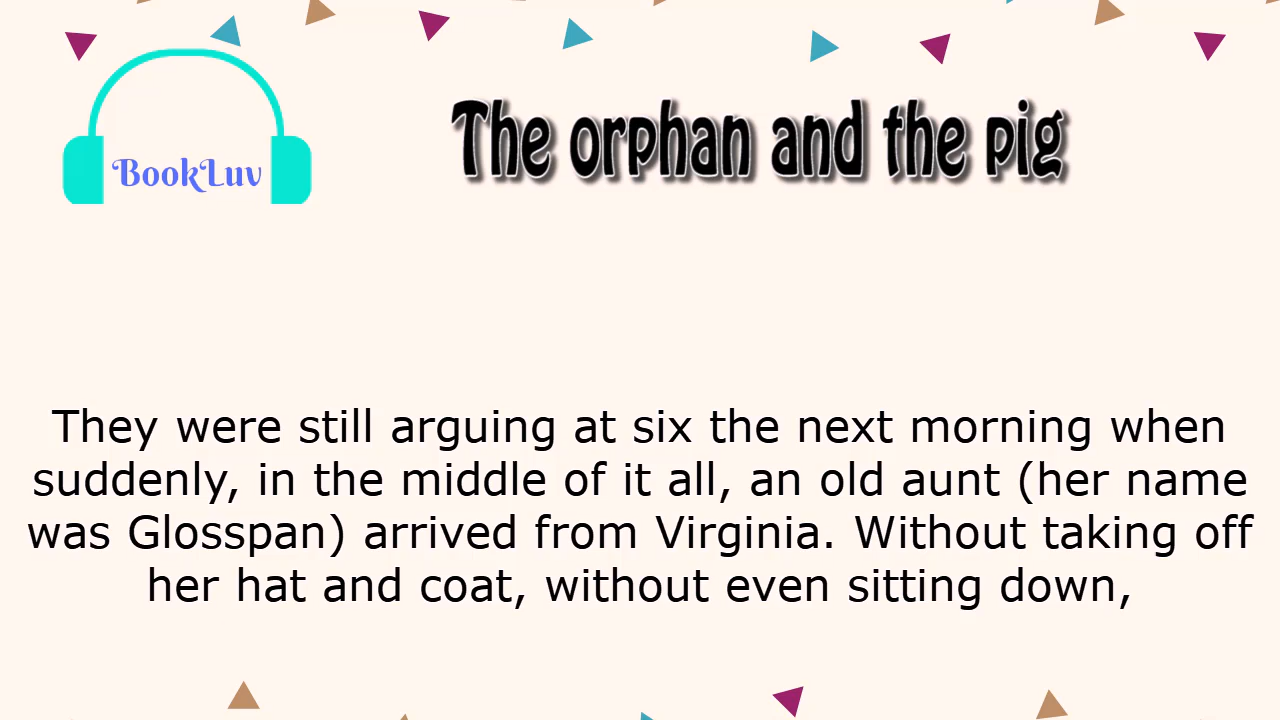 The orphan and the pig
BookLuv
They were still arguing at six the next morning when
suddenly, in the middle of it all, an old aunt (her name
was Glosspan) arrived from Virginia. Without taking off
her hat and coat, without even sitting down,